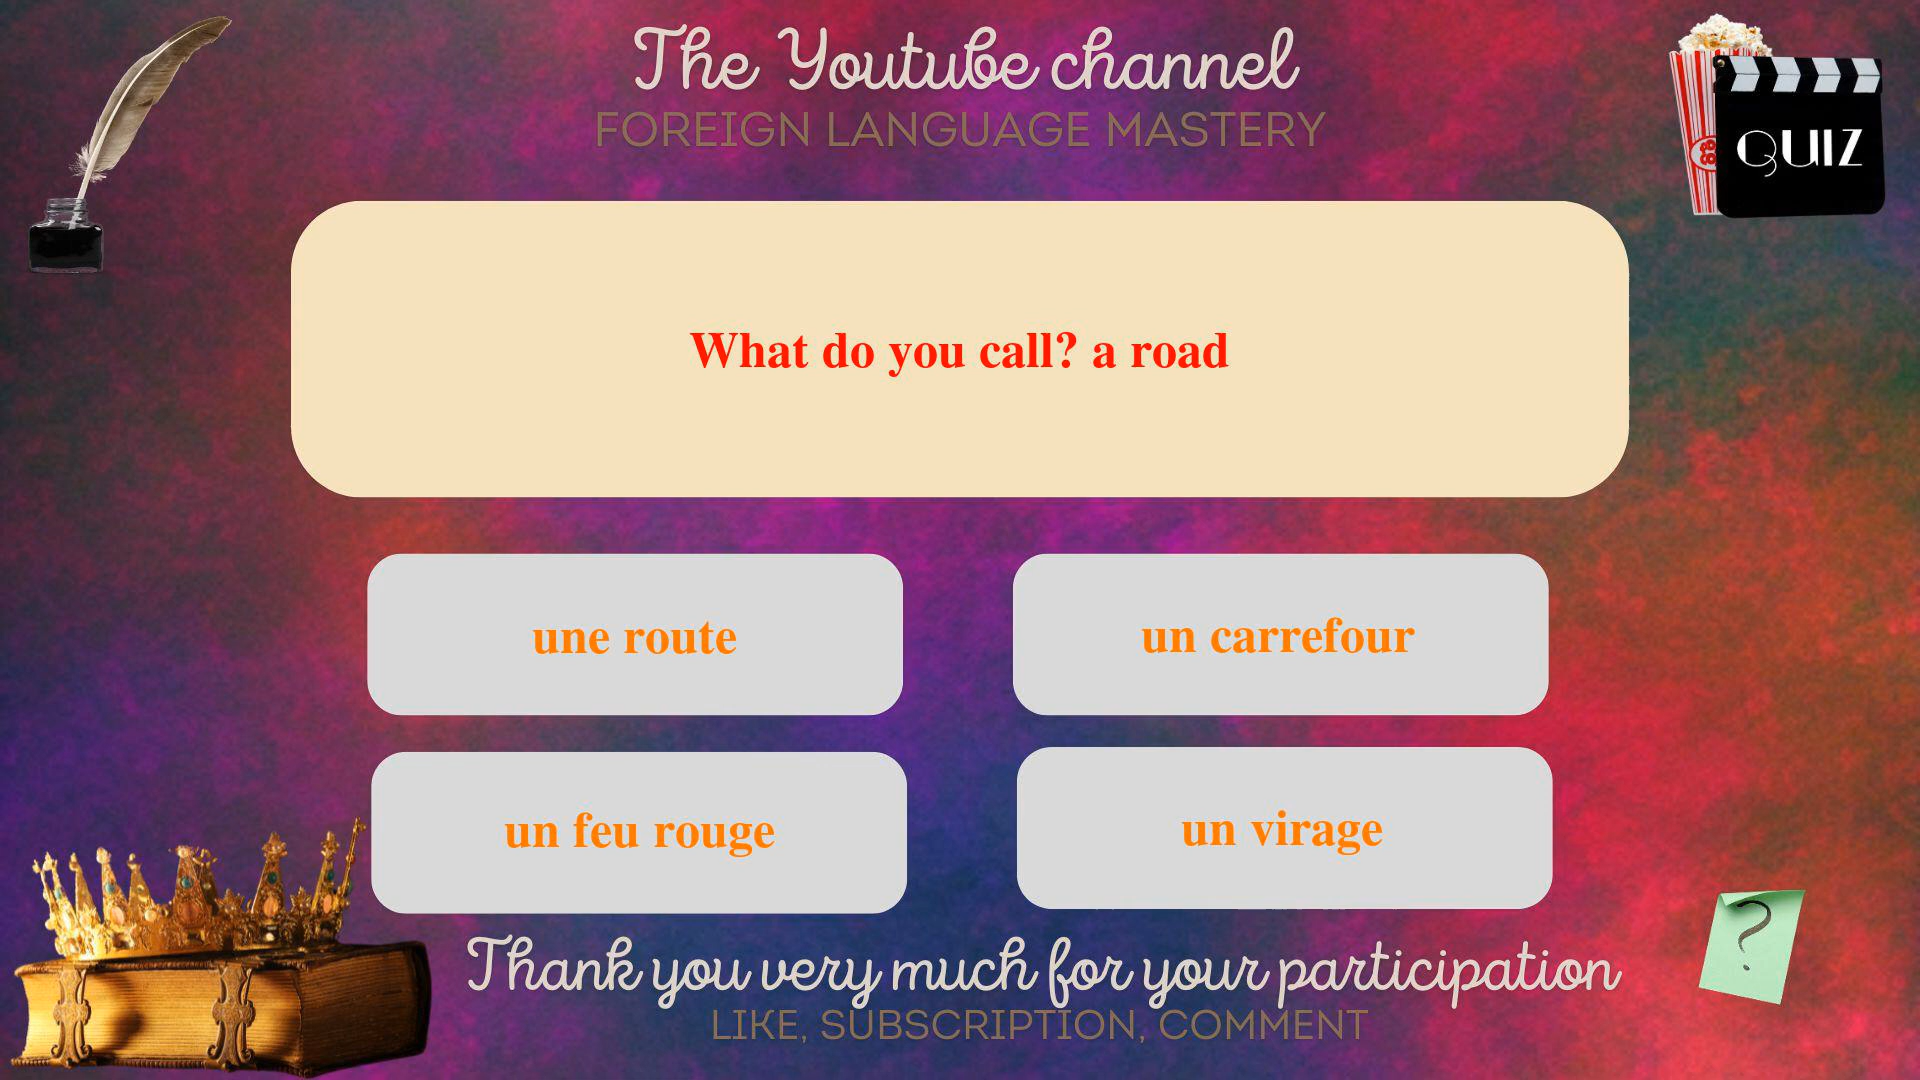 The Youtube channel
FOREIGN LANGUAGE MASTERY
QUIZ
What do you call? a road
une route
un carrefour
un feu rouge
un virage
?
Thank you very much for your participation
LIKE, SUBSCRIPTION, COMMENT